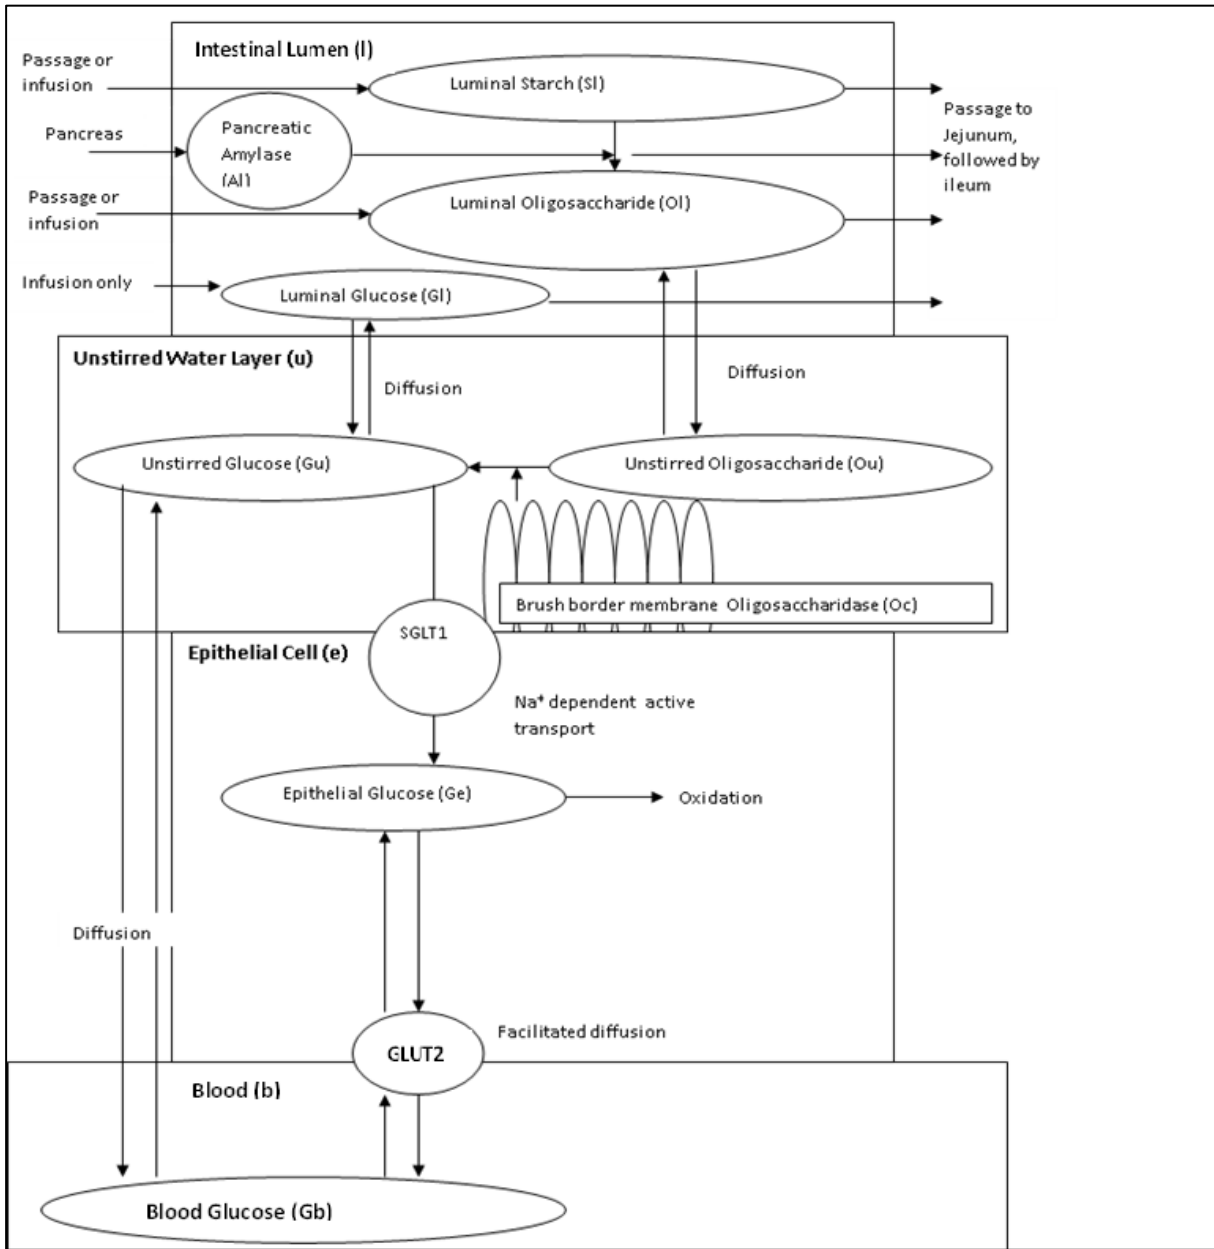 Intestinal Lumen (l)
Passage or
infusion
Luminal Starch (Sl)
Passage to
Jejunum,
followed by
ileum
Pancreas
Pancreatic
Amylase
(Al)
Passage or
infusion
Luminal Oligosaccharide (Ol)
Infusion only
Luminal Glucose (Gl)
Unstirred Water Layer (u)
Diffusion
Diffusion
Unstirred Glucose (Gu)
Unstirred Oligosaccharide (Ou)
Brush border membrane Oligosaccharidase (Oc)
SGLT1
Epithelial Cell (e)
Na⁺ dependent active
transport
Epithelial Glucose (Ge)
Oxidation
Diffusion
Facilitated diffusion
GLUT2
Blood (b)
Blood Glucose (Gb)